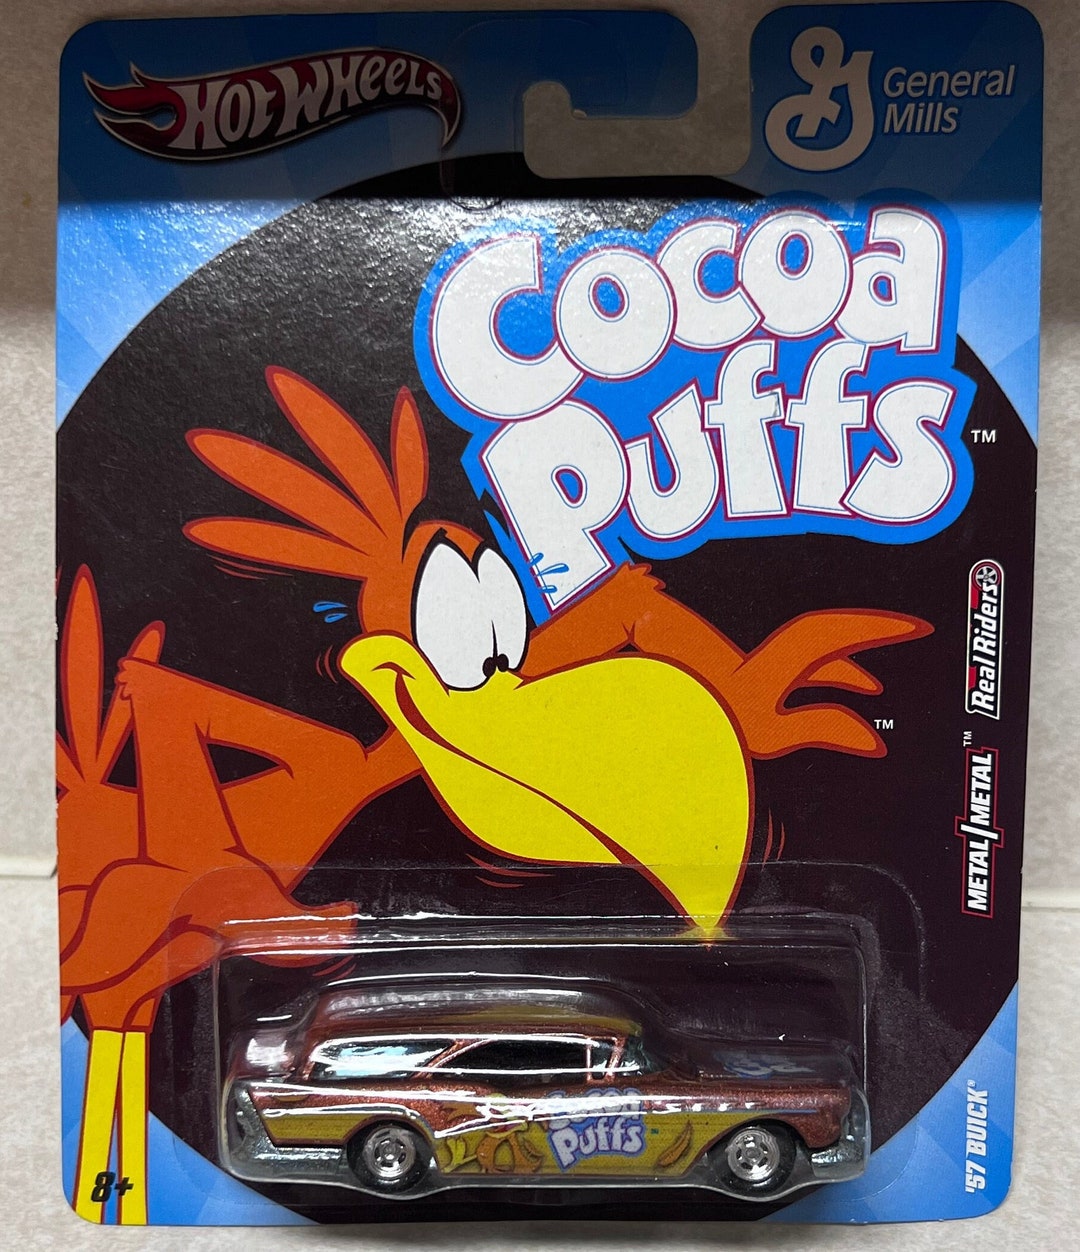 HOT WHEELS
General
Mills
Cocoa
Puffs
TM
TM
Real Riders
METAL/METAL™
'57 BUICK®
Cocoa
Puffs
8+